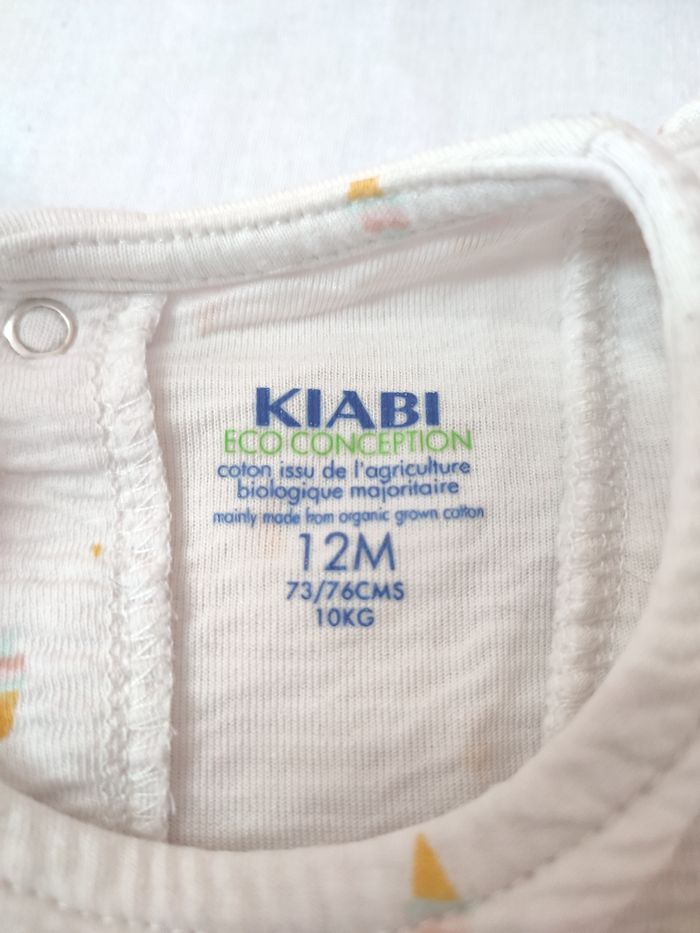 KIABI
ECO CONCEPTION
coton issu de l'agriculture
biologique majoritaire
mainly made from organic grown cotton
12M
73/76CMS
10KG